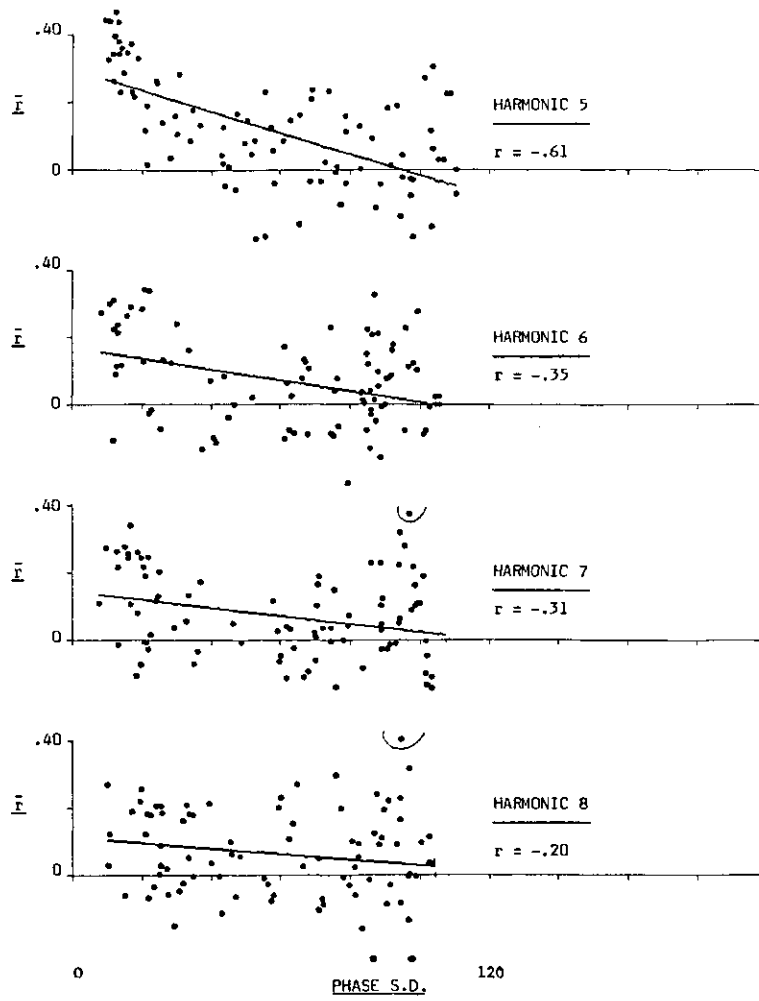 .40
r̄
0
HARMONIC 5
r = -.61
.40
r̄
0
HARMONIC 6
r = -.35
.40
r̄
0
HARMONIC 7
r = -.31
.40
r̄
0
HARMONIC 8
r = -.20
0 120
PHASE S.D.